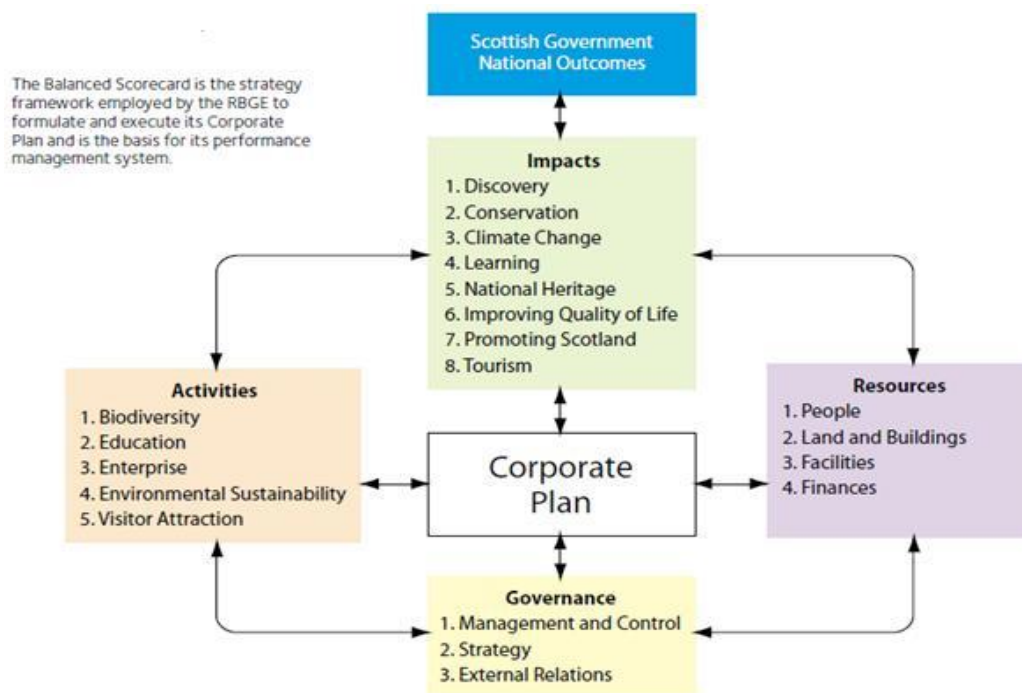 Scottish Government
National Outcomes
The Balanced Scorecard is the strategy
framework employed by the RBGE to
formulate and execute its Corporate
Plan and is the basis for its performance
management system.
Impacts
1. Discovery
2. Conservation
3. Climate Change
4. Learning
5. National Heritage
6. Improving Quality of Life
7. Promoting Scotland
8. Tourism
Activities
1. Biodiversity
2. Education
3. Enterprise
4. Environmental Sustainability
5. Visitor Attraction
Corporate
Plan
Resources
1. People
2. Land and Buildings
3. Facilities
4. Finances
Governance
1. Management and Control
2. Strategy
3. External Relations